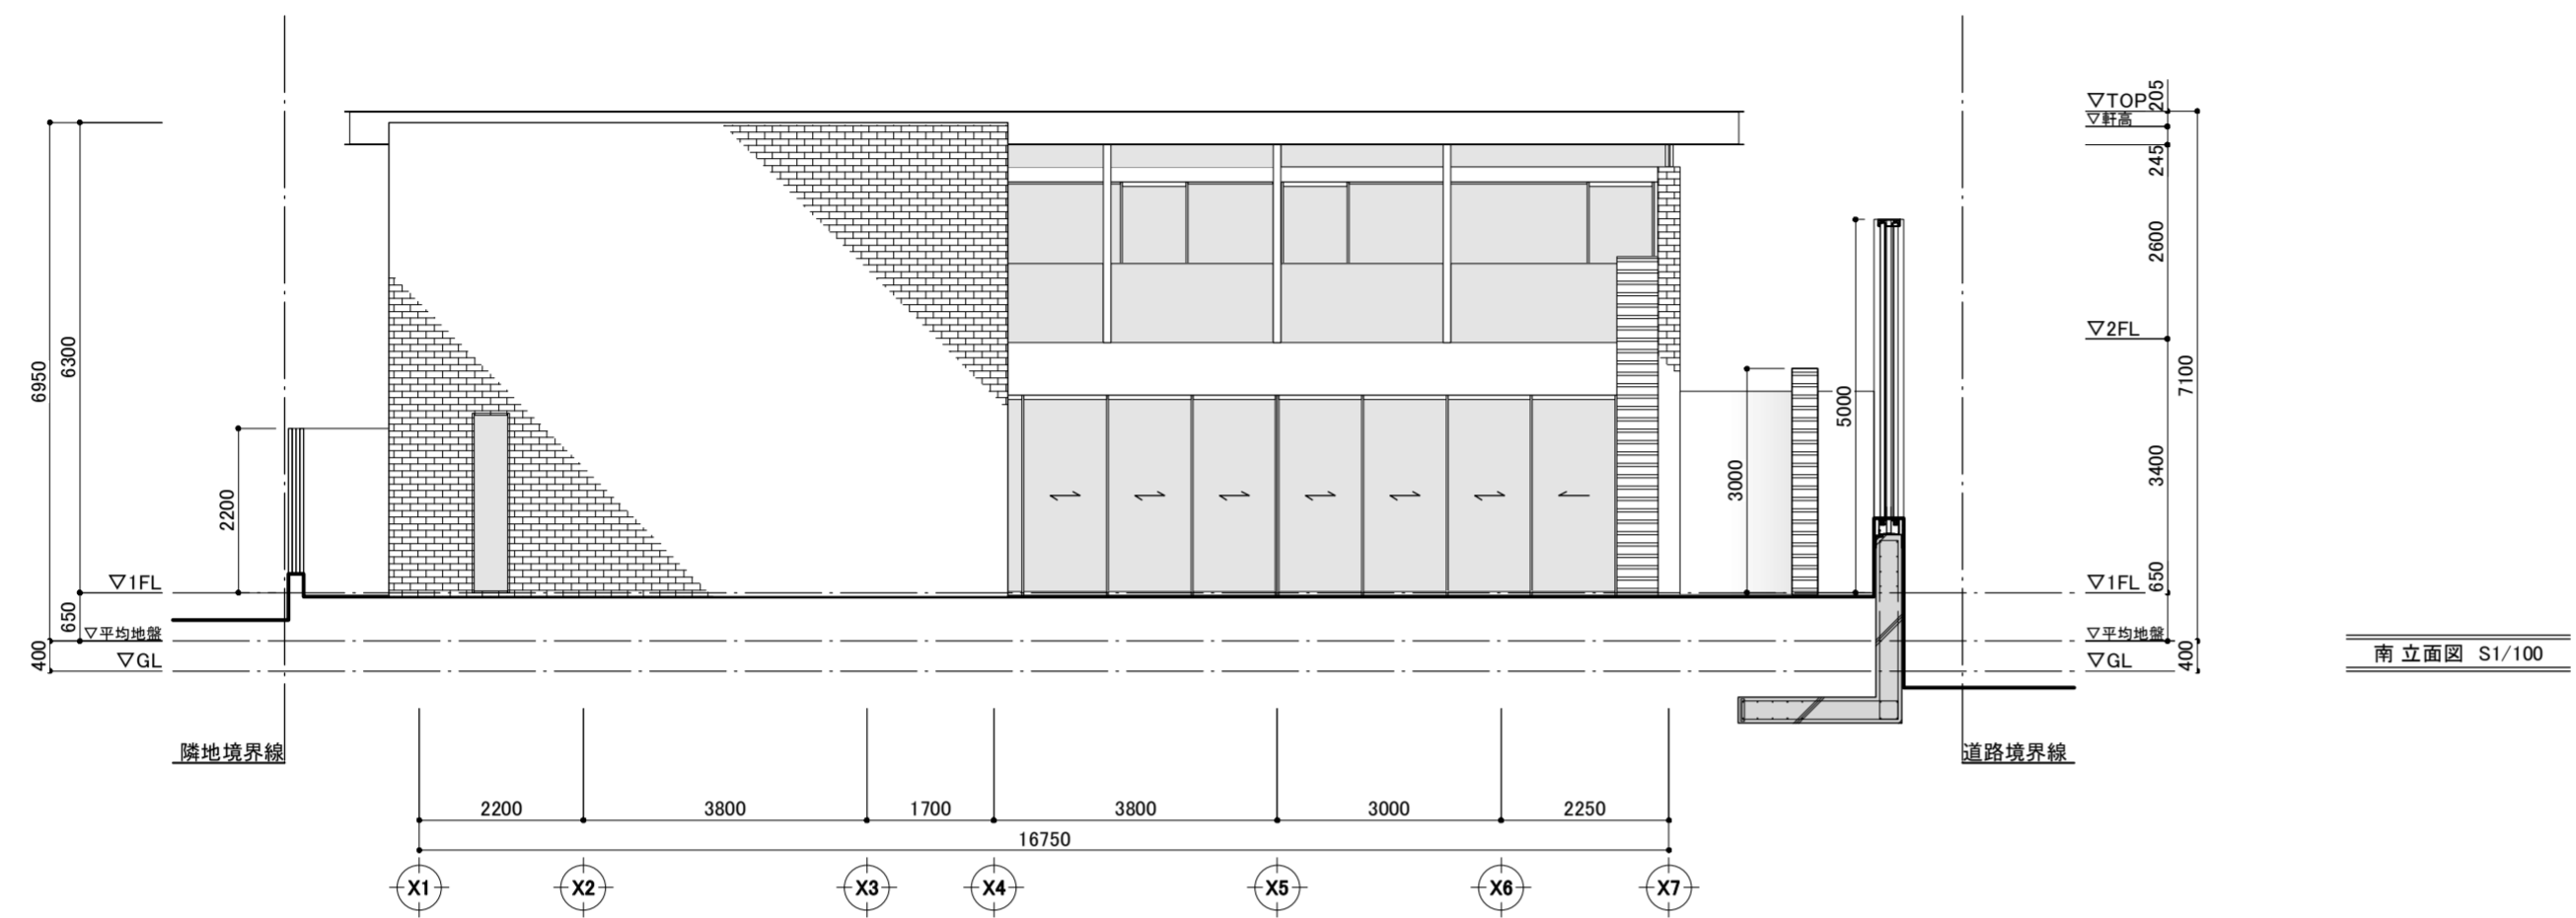 ▽TOP
205
▽軒高
245
2600
▽2FL
7100
3400
▽1FL
650
▽平均地盤
▽GL
400
6950
6300
2200
▽1FL
650
▽平均地盤
400
▽GL
3000
5000
南 立面図 S1/100
隣地境界線
道路境界線
2200 3800 1700 3800 3000 2250
16750
X1 X2 X3 X4 X5 X6 X7